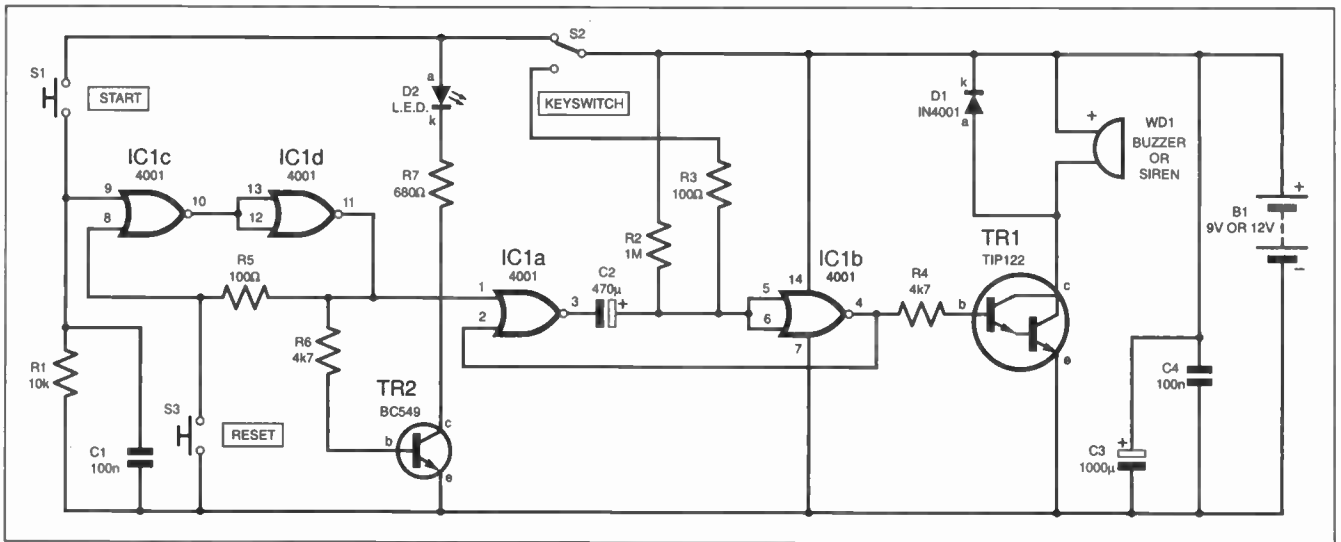 S1
START
a
D2
L.E.D.
k
S2
KEYSWITCH
D1
IN4001
k
a
+
WD1
BUZZER
OR
SIREN
IC1c
4001
9
8
10
IC1d
4001
13
12
11
R7
680Ω
R3
100Ω
R2
1M
B1
9V OR 12V
+
−
R5
100Ω
IC1a
4001
1
2
3
C2
470µ
+
IC1b
4001
14
5
6
7
4
R4
4k7
TR1
TIP122
b
c
e
R1
10k
R6
4k7
TR2
BC549
b
c
e
S3
RESET
C1
100n
C4
100n
+
C3
1000µ